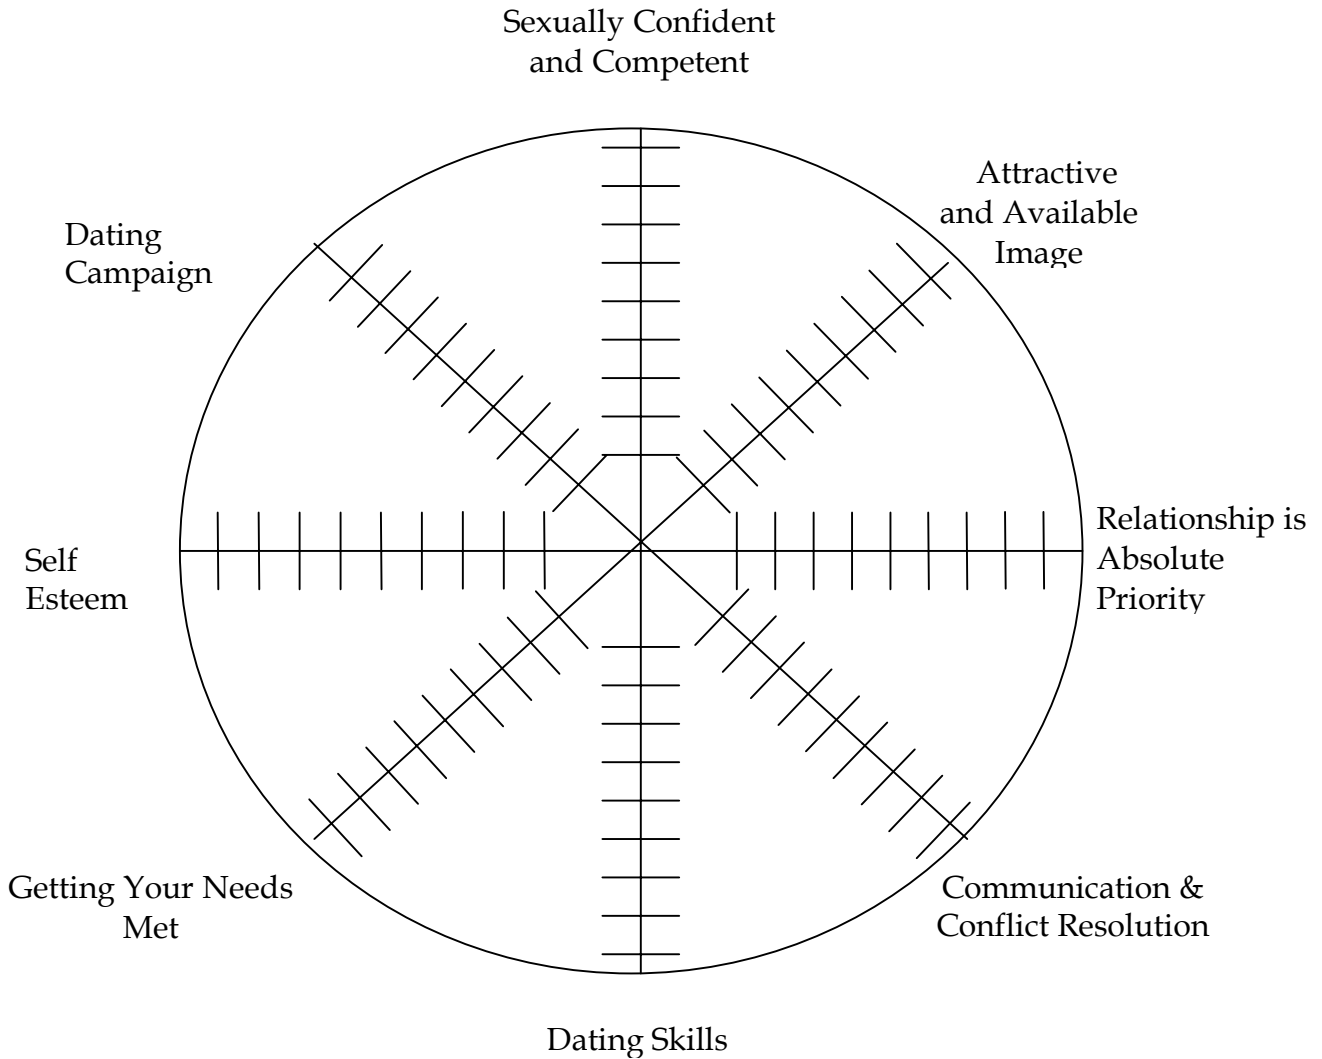 Sexually Confident
and Competent
Attractive
and Available
Image
Dating
Campaign
Relationship is
Absolute
Priority
Self
Esteem
Getting Your Needs
Met
Communication &
Conflict Resolution
Dating Skills